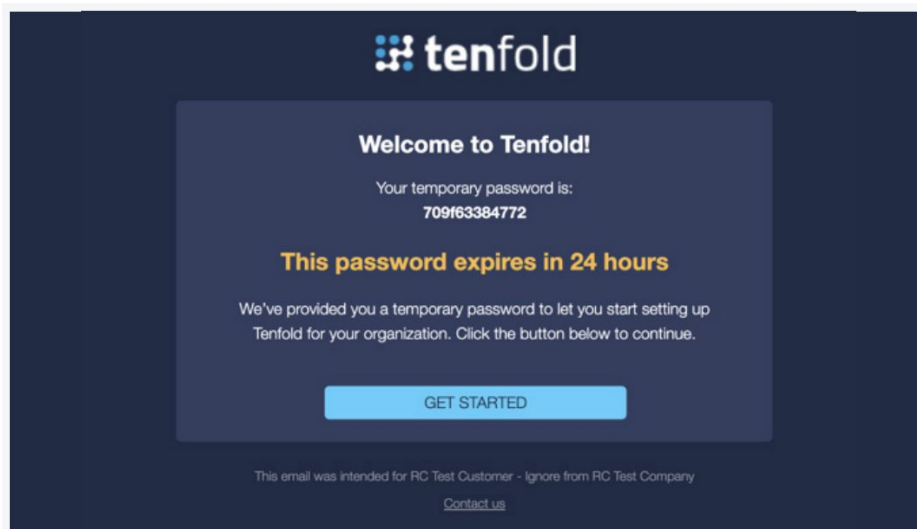 tenfold
Welcome to Tenfold!
Your temporary password is:
709f63384772
This password expires in 24 hours
We've provided you a temporary password to let you start setting up
Tenfold for your organization. Click the button below to continue.
GET STARTED
This email was intended for RC Test Customer - Ignore from RC Test Company
Contact us